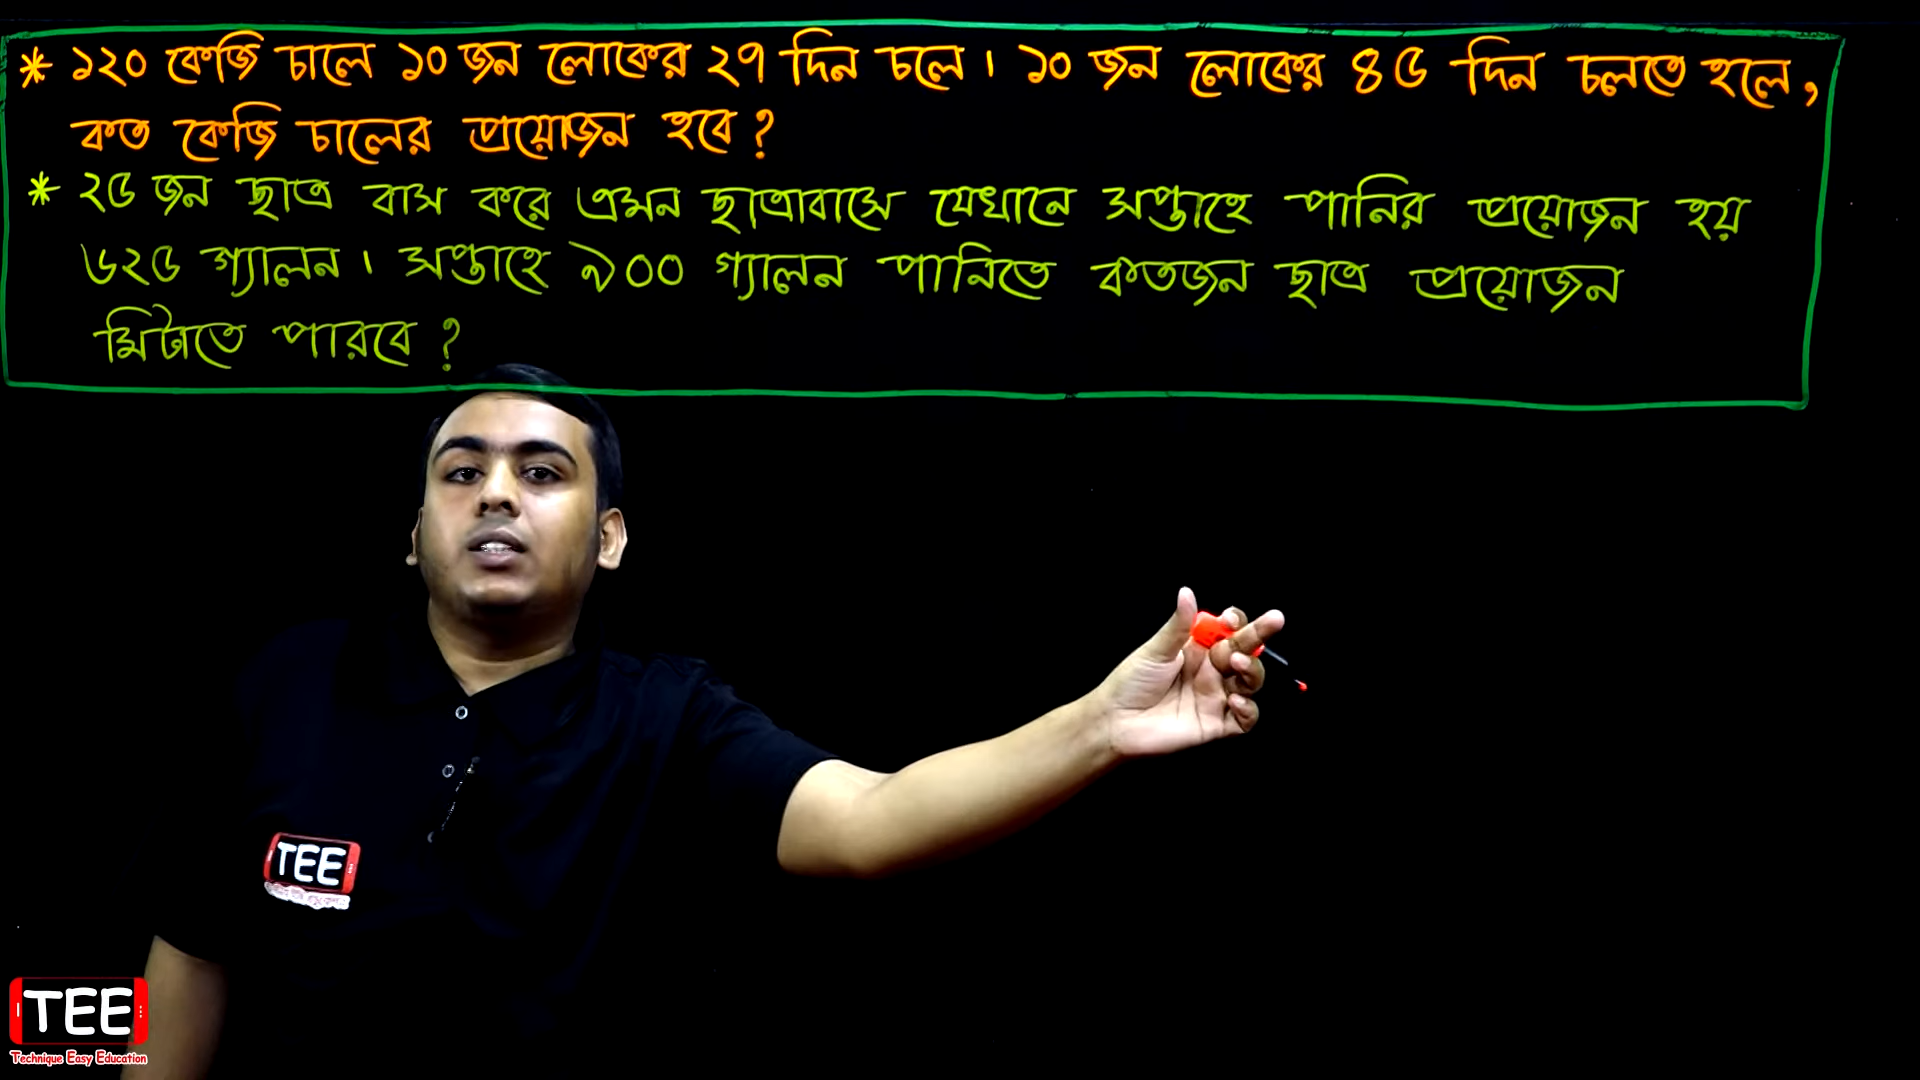 * ১২০ কেজি চালে ১০ জন লোকের ২৭ দিন চলে। ১০ জন লোকের ৪৫ দিন চলতে হলে,
কত কেজি চালের প্রয়োজন হবে?
* ২৫ জন ছাত্র বাস করে এমন ছাত্রাবাসে যেখানে সপ্তাহে পানির প্রয়োজন হয়
৬২৫ গ্যালন। সপ্তাহে ৯০০ গ্যালন পানিতে কতজন ছাত্র প্রয়োজন
মিটাতে পারবে?
TEE
TEE
Technique Easy Education